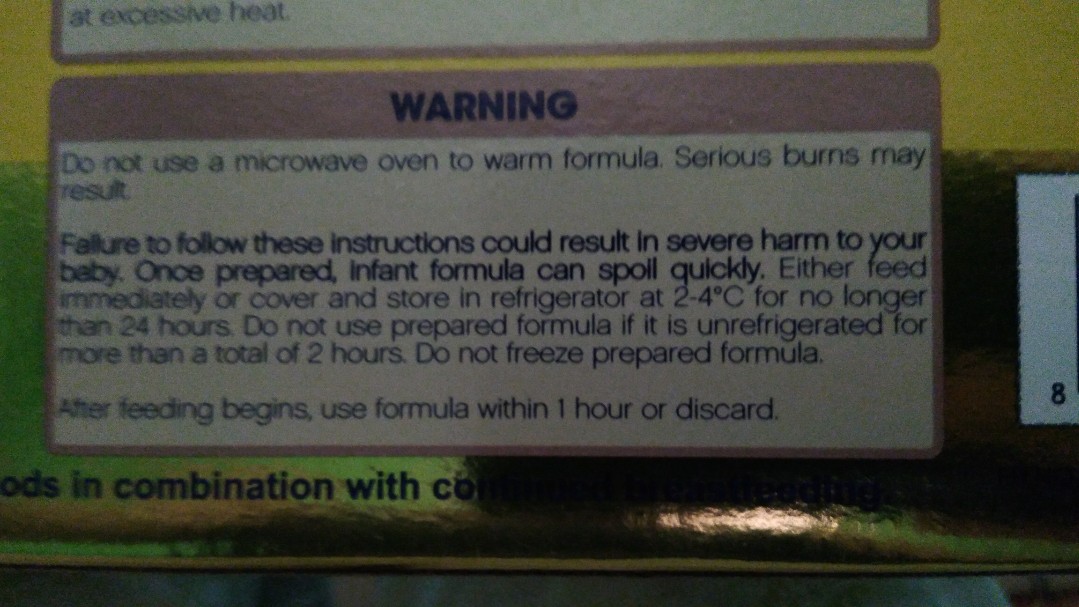 at excessive heat.
WARNING
Do not use a microwave oven to warm formula. Serious burns may
result.
Failure to follow these instructions could result in severe harm to your
baby. Once prepared, infant formula can spoil quickly. Either feed
immediately or cover and store in refrigerator at 2-4°C for no longer
than 24 hours. Do not use prepared formula if it is unrefrigerated for
more than a total of 2 hours. Do not freeze prepared formula.
After feeding begins, use formula within 1 hour or discard.
8
ods in combination with continued breastfeeding.